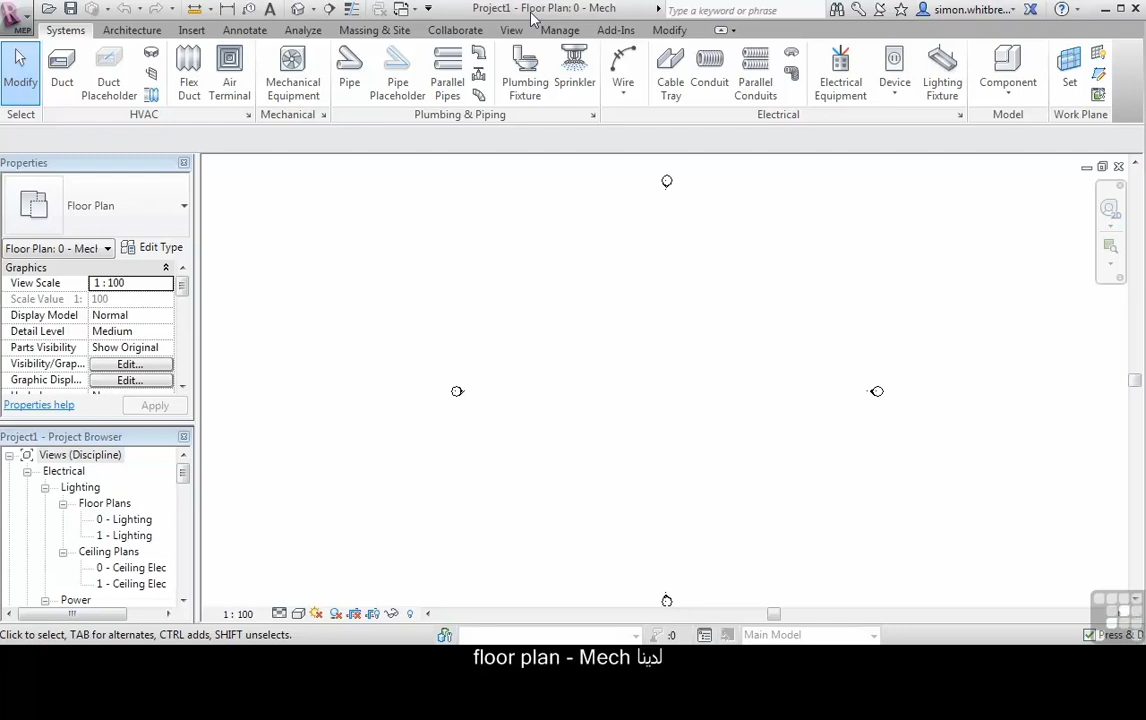 Project1 - Floor Plan: 0 - Mech
Type a keyword or phrase
simon.whitbre...
MEP
Systems Architecture Insert Annotate Analyze Massing & Site Collaborate View Manage Add-Ins Modify
Modify
Duct
Duct Placeholder
Flex Duct
Air Terminal
Mechanical Equipment
Pipe
Pipe Placeholder
Parallel Pipes
Plumbing Fixture
Sprinkler
Wire
Cable Tray
Conduit
Parallel Conduits
Electrical Equipment
Device
Lighting Fixture
Component
Set
Select
HVAC
Mechanical
Plumbing & Piping
Electrical
Model
Work Plane
Properties
Floor Plan
Floor Plan: 0 - Mech
Edit Type
Graphics
View Scale 1 : 100
Scale Value 1: 100
Display Model Normal
Detail Level Medium
Parts Visibility Show Original
Visibility/Grap... Edit...
Graphic Displ... Edit...
Properties help
Apply
2D
Project1 - Project Browser
Views (Discipline)
Electrical
Lighting
Floor Plans
0 - Lighting
1 - Lighting
Ceiling Plans
0 - Ceiling Elec
1 - Ceiling Elec
Power
1 : 100
Click to select, TAB for alternates, CTRL adds, SHIFT unselects.
:0
Main Model
Press & D
لدينا floor plan - Mech